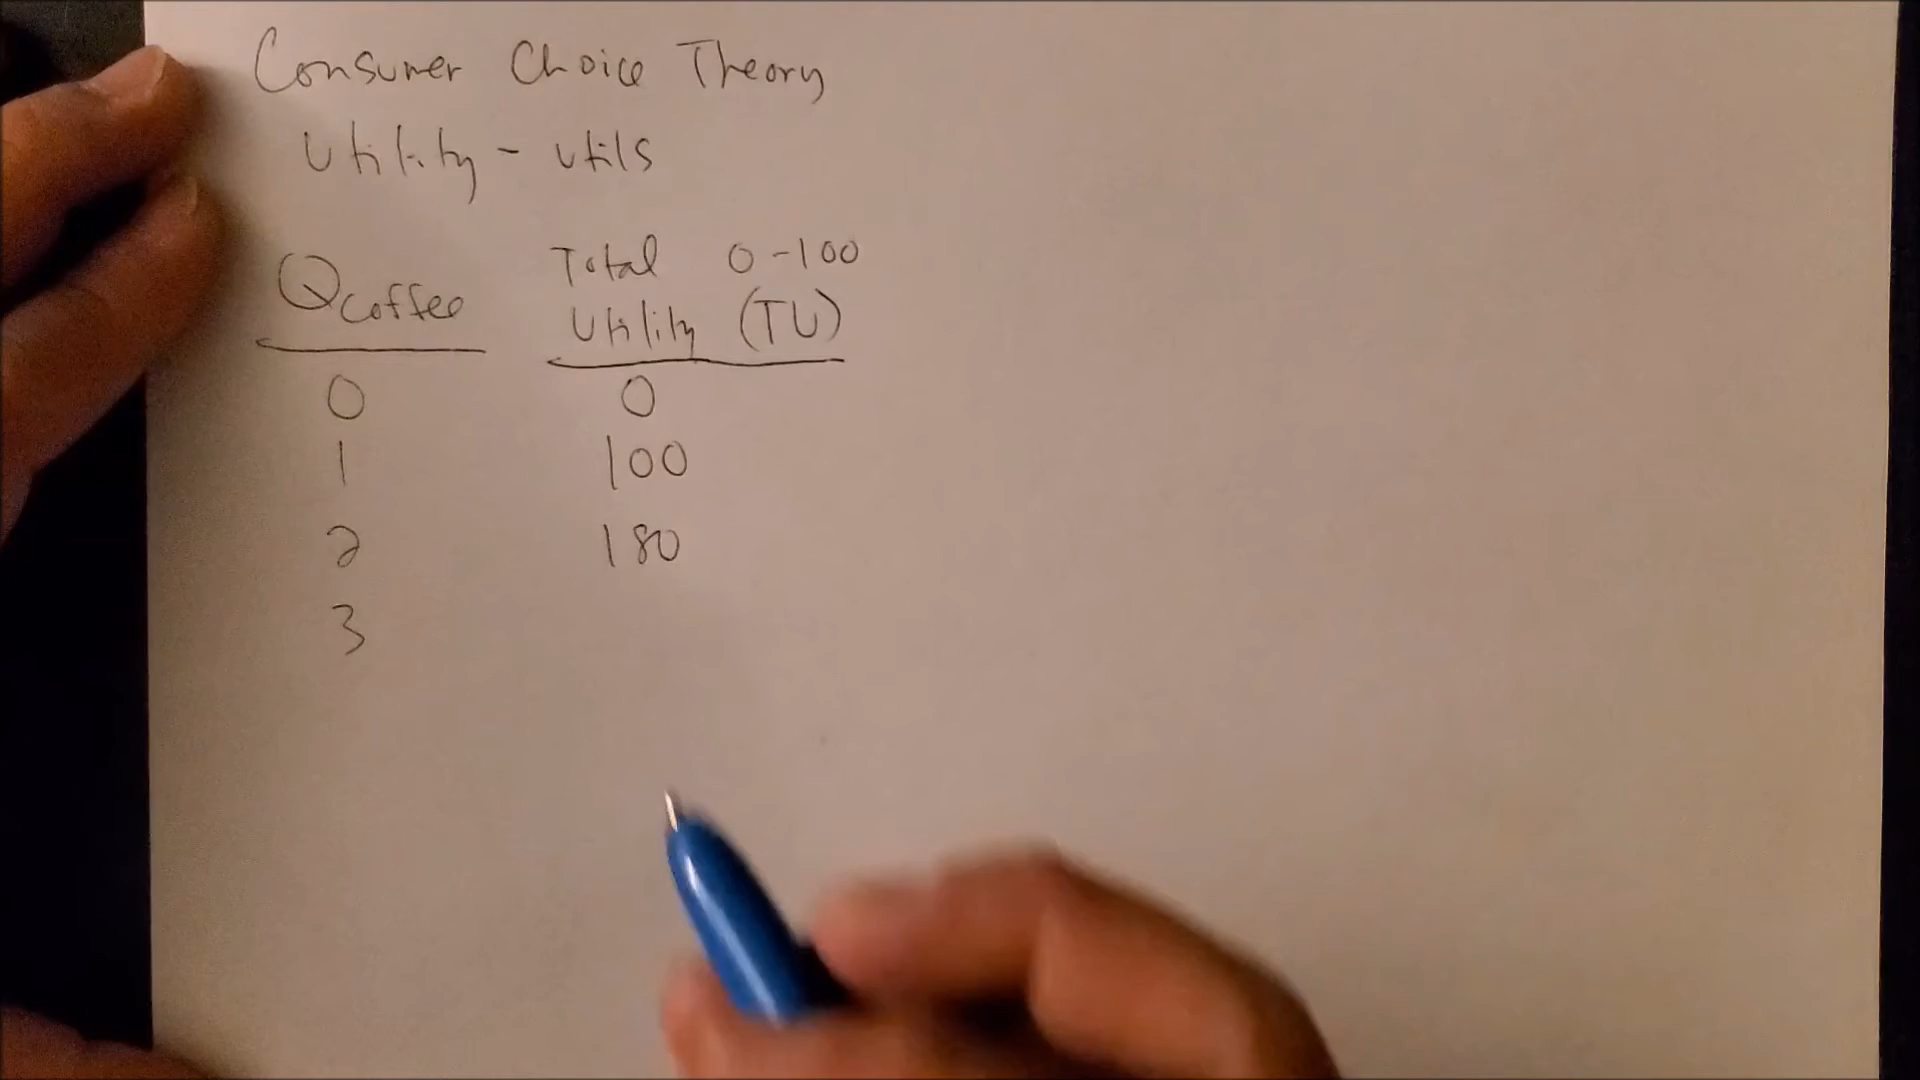 Consumer Choice Theory
Utility - utils
Qcoffee Total 0-100
Utility (TU)
0 0
1 100
2 180
3